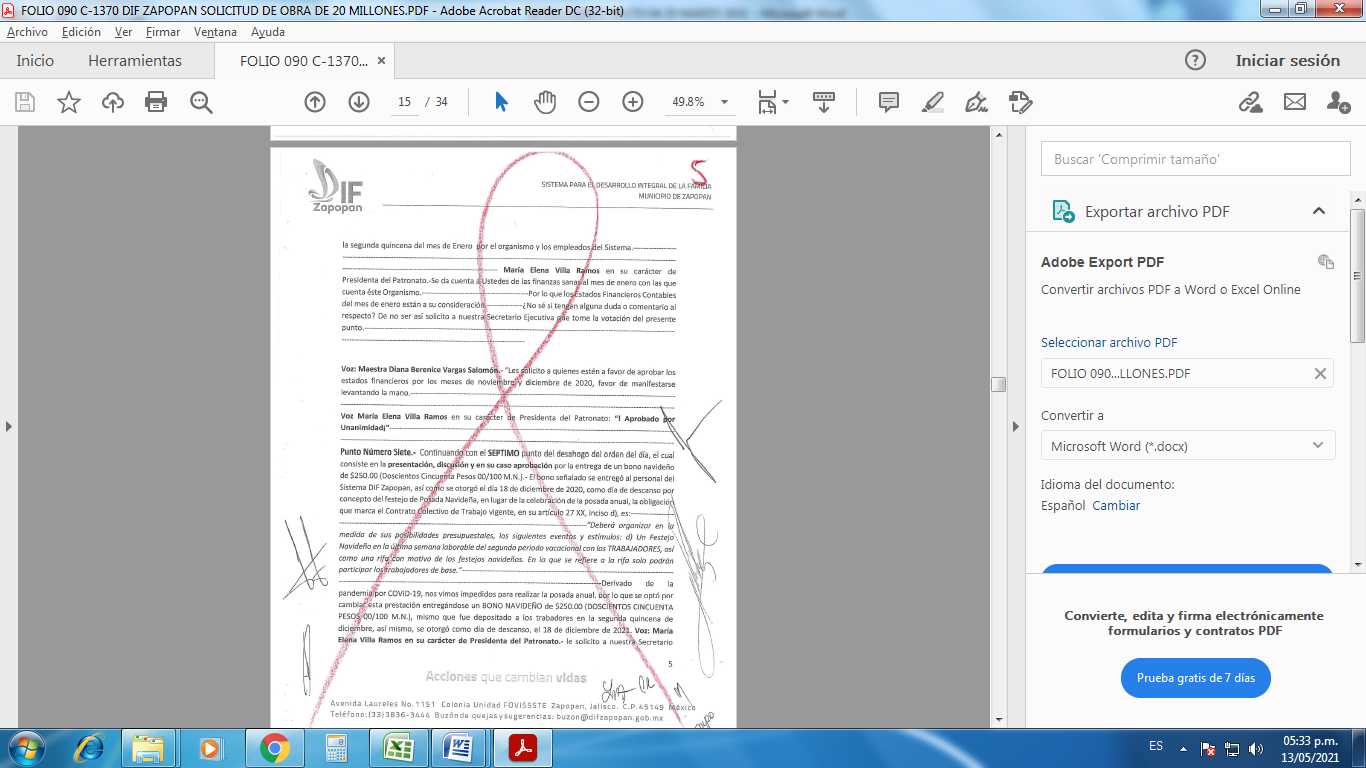 FOLIO 090 C-1370 DIF ZAPOPAN SOLICITUD DE OBRA DE 20 MILLONES.PDF - Adobe Acrobat Reader DC (32-bit)
Archivo Edición Ver Firmar Ventana Ayuda
Inicio Herramientas FOLIO 090 C-1370... ×
Iniciar sesión
15 / 34 49.8%
5
DIF
Zapopan
SISTEMA PARA EL DESARROLLO INTEGRAL DE LA FAMILIA
MUNICIPIO DE ZAPOPAN
la segunda quincena del mes de Enero por el organismo y los empleados del Sistema.-----------------
María Elena Villa Ramos en su carácter de
Presidenta del Patronato.-Se da cuenta a Ustedes de las finanzas sanas al mes de enero con las que
cuenta éste Organismo.------------------------------------------Por lo que los Estados Financieros Contables
del mes de enero están a su consideración.--------------¿No sé si tengan alguna duda o comentario al
respecto? De no ser así solicito a nuestra Secretario Ejecutiva que tome la votación del presente
punto.---------------------------------------------------------------
Voz: Maestra Diana Berenice Vargas Salomón.- "Les solicito a quienes estén a favor de aprobar los
estados financieros por los meses de noviembre y diciembre de 2020, favor de manifestarse
levantando la mano.---------------------------------------------------------------
Voz María Elena Villa Ramos en su carácter de Presidenta del Patronato: "! Aprobado por
Unanimidad¡"---------------------------------------------------------------
Punto Número Siete.- Continuando con el SEPTIMO punto del desahogo del orden del día, el cual
consiste en la presentación, discusión y en su caso aprobación por la entrega de un bono navideño
de $250.00 (Doscientos Cincuenta Pesos 00/100 M.N.).- El bono señalado se entregó al personal del
Sistema DIF Zapopan, así como se otorgó el día 18 de diciembre de 2020, como día de descanso por
concepto del festejo de Posada Navideña, en lugar de la celebración de la posada anual, la obligación
que marca el Contrato Colectivo de Trabajo vigente, en su artículo 27 XX, inciso d), es:-----------------
"Deberá organizar en la
medida de sus posibilidades presupuestales, los siguientes eventos y estímulos: d) Un Festejo
Navideño en la última semana laborable del segundo periodo vacacional con los TRABAJADORES, así
como una rifa con motivo de los festejos navideños. En lo que se refiere a la rifa solo podrán
participar los trabajadores de base."---------------------------------------------------------------
Derivado de la
pandemia por COVID-19, nos vimos impedidos para realizar la posada anual, por lo que se optó por
cambiar esta prestación entregándose un BONO NAVIDEÑO de $250.00 (DOSCIENTOS CINCUENTA
PESOS 00/100 M.N.), mismo que fue depositado a los trabadores en la segunda quincena de
diciembre, así mismo, se otorgó como día de descanso, el 18 de diciembre de 2021. Voz: María
Elena Villa Ramos en su carácter de Presidenta del Patronato.- le solicito a nuestra Secretario
5
Acciones que cambian vidas
Avenida Laureles No. 1151 Colonia Unidad FOVISSSTE Zapopan, Jalisco. C.P. 45149 México
Teléfono: (33)3836-3444 Buzón de quejas y sugerencias: buzon@difzapopan.gob.mx
Buscar 'Comprimir tamaño'
Exportar archivo PDF
Adobe Export PDF
Convertir archivos PDF a Word o Excel Online
Seleccionar archivo PDF
FOLIO 090...LLONES.PDF
Convertir a
Microsoft Word (*.docx)
Idioma del documento:
Español Cambiar
Convierte, edita y firma electrónicamente
formularios y contratos PDF
Prueba gratis de 7 días
ES
05:33 p.m.
13/05/2021